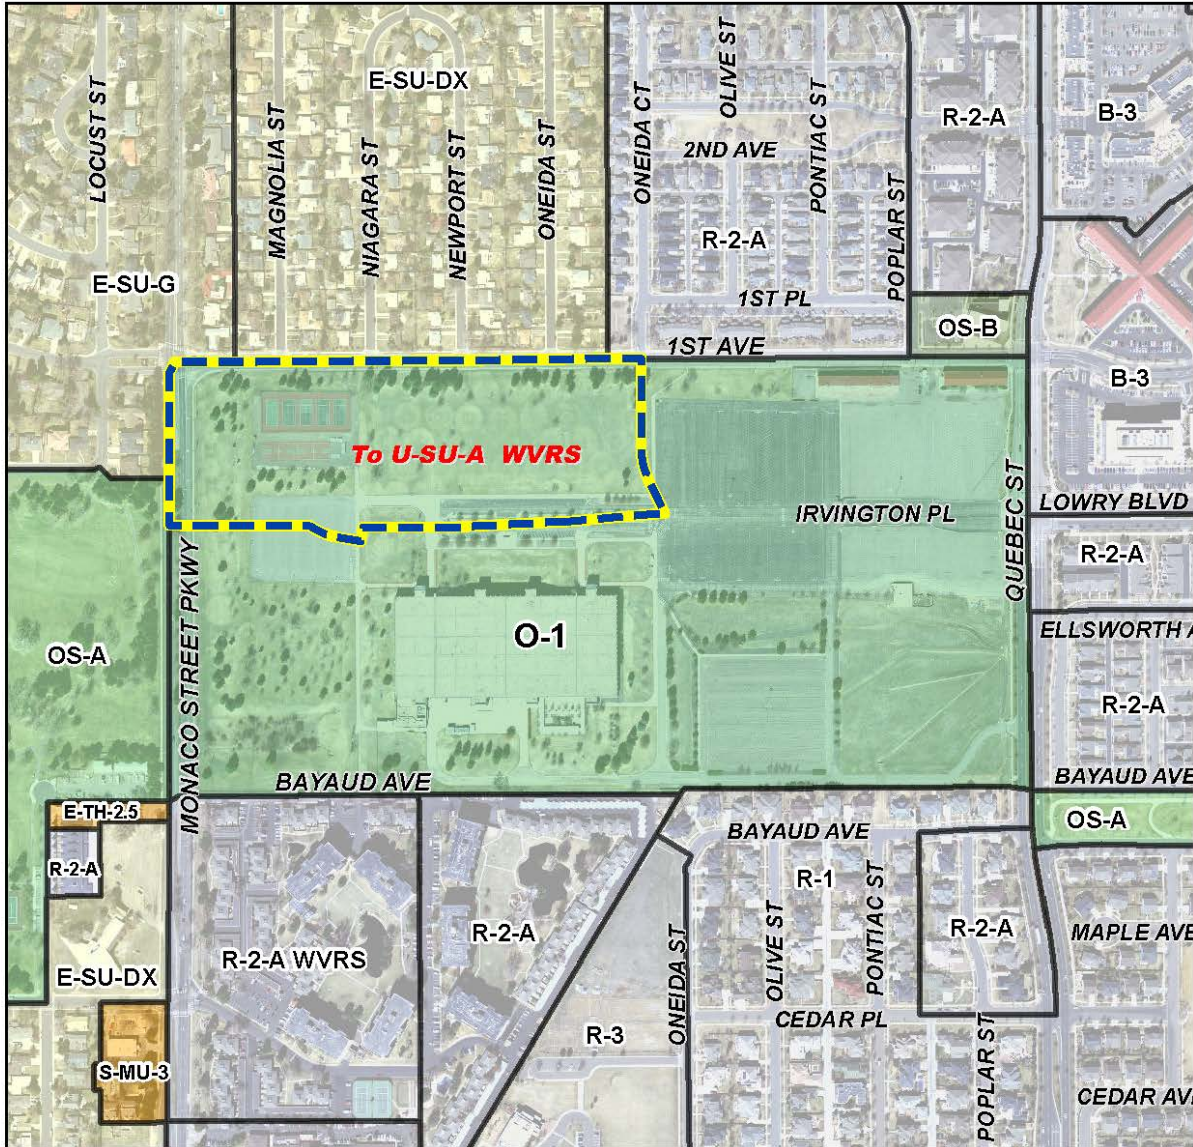 LOCUST ST
MAGNOLIA ST
E-SU-DX
NIAGARA ST
NEWPORT ST
ONEIDA ST
ONEIDA CT
OLIVE ST
2ND AVE
PONTIAC ST
POPLAR ST
R-2-A
B-3
E-SU-G
R-2-A
1ST PL
1ST AVE
OS-B
B-3
To U-SU-A WVRS
IRVINGTON PL
QUEBEC ST
LOWRY BLVD
R-2-A
OS-A
MONACO STREET PKWY
O-1
ELLSWORTH A
R-2-A
BAYAUD AVE
BAYAUD AVE
E-TH-2.5
R-2-A
OS-A
BAYAUD AVE
R-1
R-2-A WVRS
R-2-A
ONEIDA ST
OLIVE ST
PONTIAC ST
R-2-A
MAPLE AVE
E-SU-DX
CEDAR PL
R-3
POPLAR ST
S-MU-3
CEDAR AVE